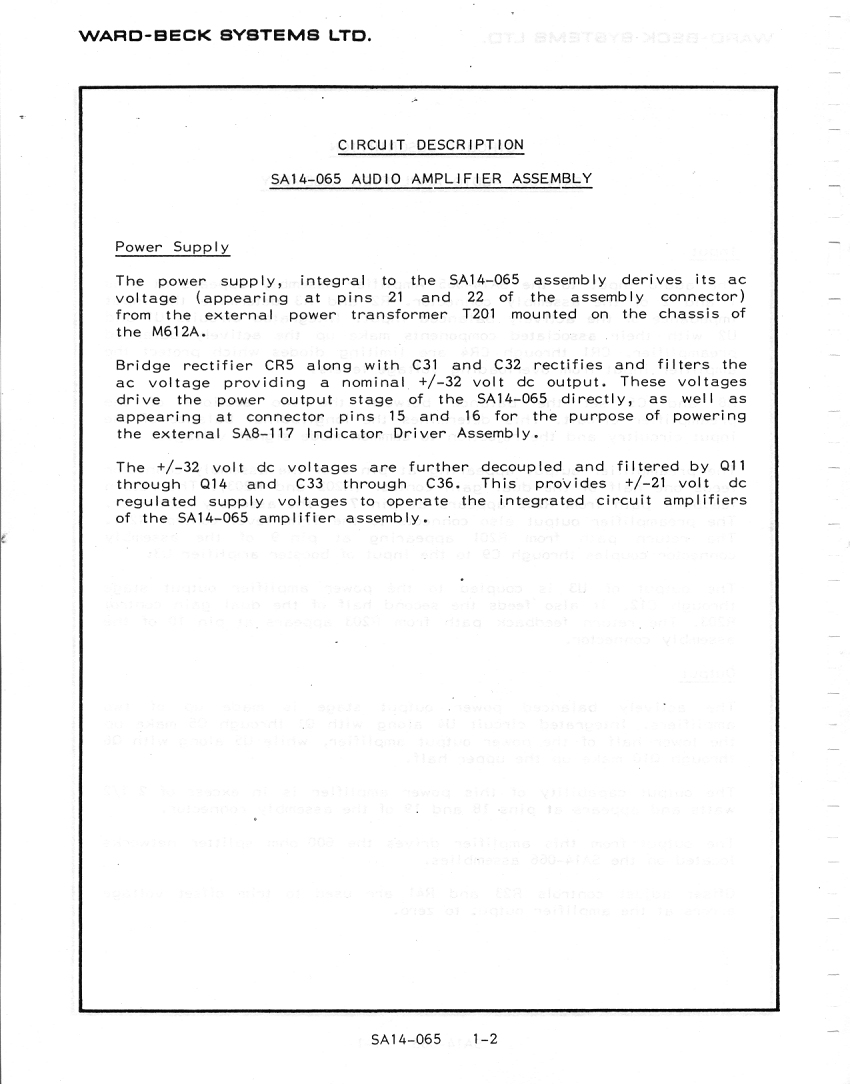 WARD-BECK SYSTEMS LTD.
CIRCUIT DESCRIPTION
SA14-065 AUDIO AMPLIFIER ASSEMBLY
Power Supply
The power supply, integral to the SA14-065 assembly derives its ac
voltage (appearing at pins 21 and 22 of the assembly connector)
from the external power transformer T201 mounted on the chassis of
the M612A.
Bridge rectifier CR5 along with C31 and C32 rectifies and filters the
ac voltage providing a nominal +/-32 volt dc output. These voltages
drive the power output stage of the SA14-065 directly, as well as
appearing at connector pins 15 and 16 for the purpose of powering
the external SA8-117 Indicator Driver Assembly.
The +/-32 volt dc voltages are further decoupled and filtered by Q11
through Q14 and C33 through C36. This provides +/-21 volt dc
regulated supply voltages to operate the integrated circuit amplifiers
of the SA14-065 amplifier assembly.
SA14-065 1-2